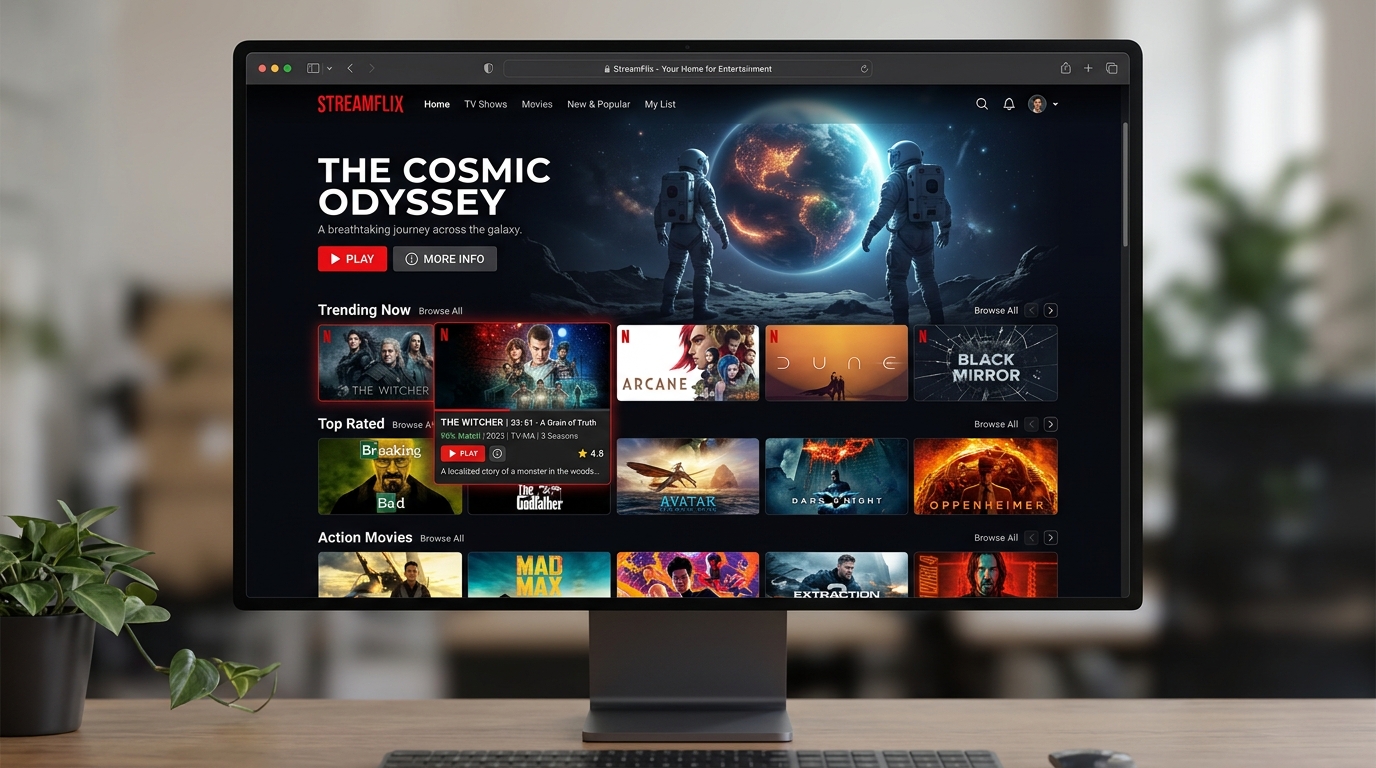 StreamFlis - Your Home for Entertainment
STREAMFLIX
Home TV Shows Movies New & Popular My List
THE COSMIC
ODYSSEY
A breathtaking journey across the galaxy.
PLAY MORE INFO
Trending Now Browse All
Browse All
N
THE WITCHER
N
N
ARCANE
N
DUNE
N
BLACK
MIRROR
THE WITCHER | 33: 61 - A Grain of Truth
2023 | TV-MA | 3 Seasons
PLAY
4.8
A localized ctory of a monster in the woods...
Top Rated Browse A
Browse All
Breaking
Bad
The
Godfather
AVATAR
OPPENHEIMER
Action Movies Browse All
Browse All
MAD
MAX
EXTRACTION